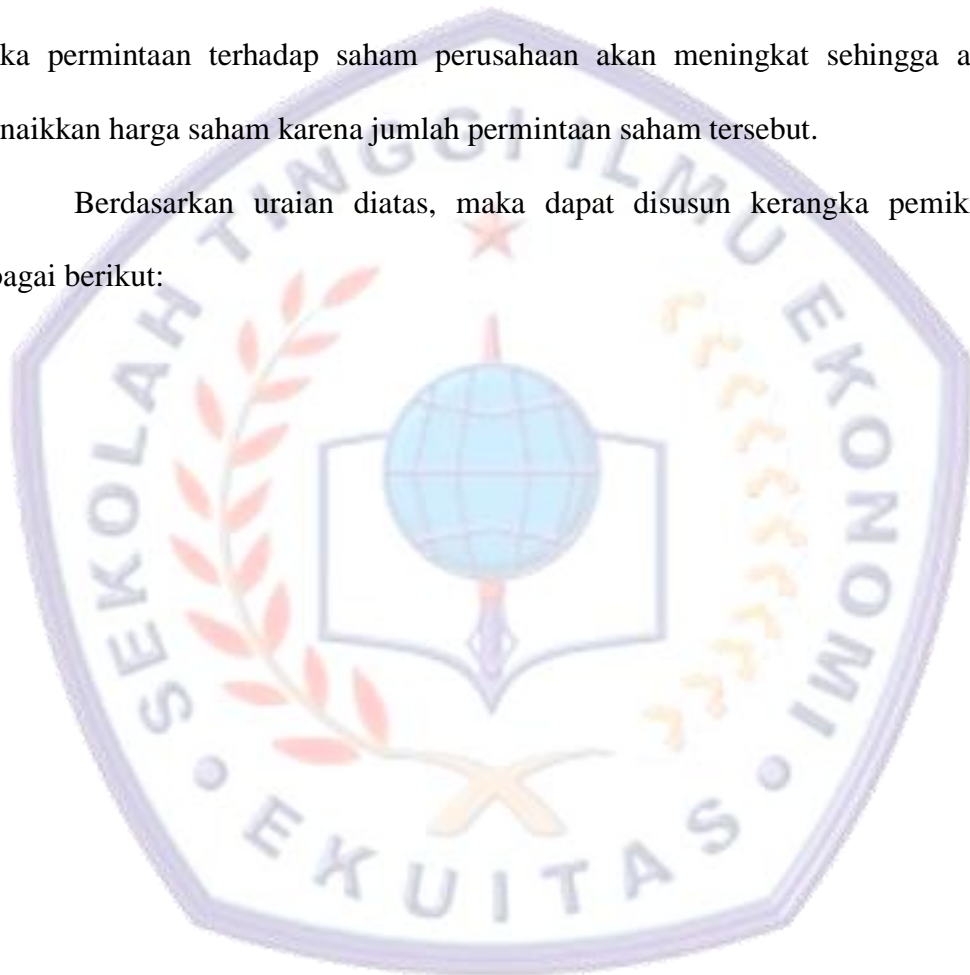 ka permintaan terhadap saham perusahaan akan meningkat sehingga a
naikkan harga saham karena jumlah permintaan saham tersebut.
Berdasarkan uraian diatas, maka dapat disusun kerangka pemik
agai berikut:
SEKOLAH TINGGI ILMU EKONOMI
EKUITAS